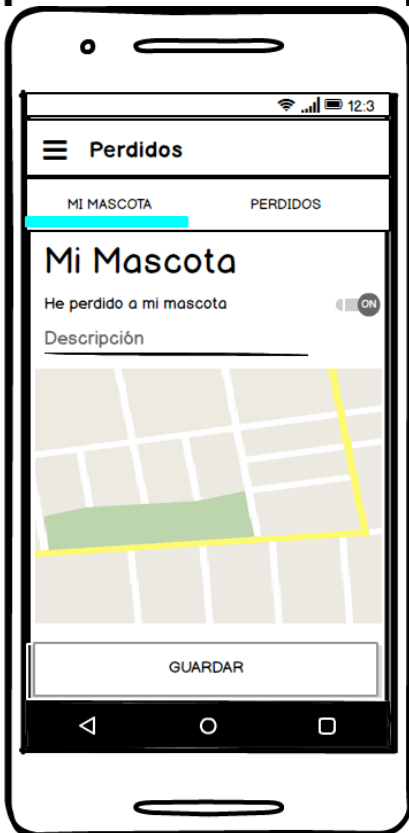 12:3
Perdidos
MI MASCOTA PERDIDOS
Mi Mascota
He perdido a mi mascota ON
Descripción
GUARDAR